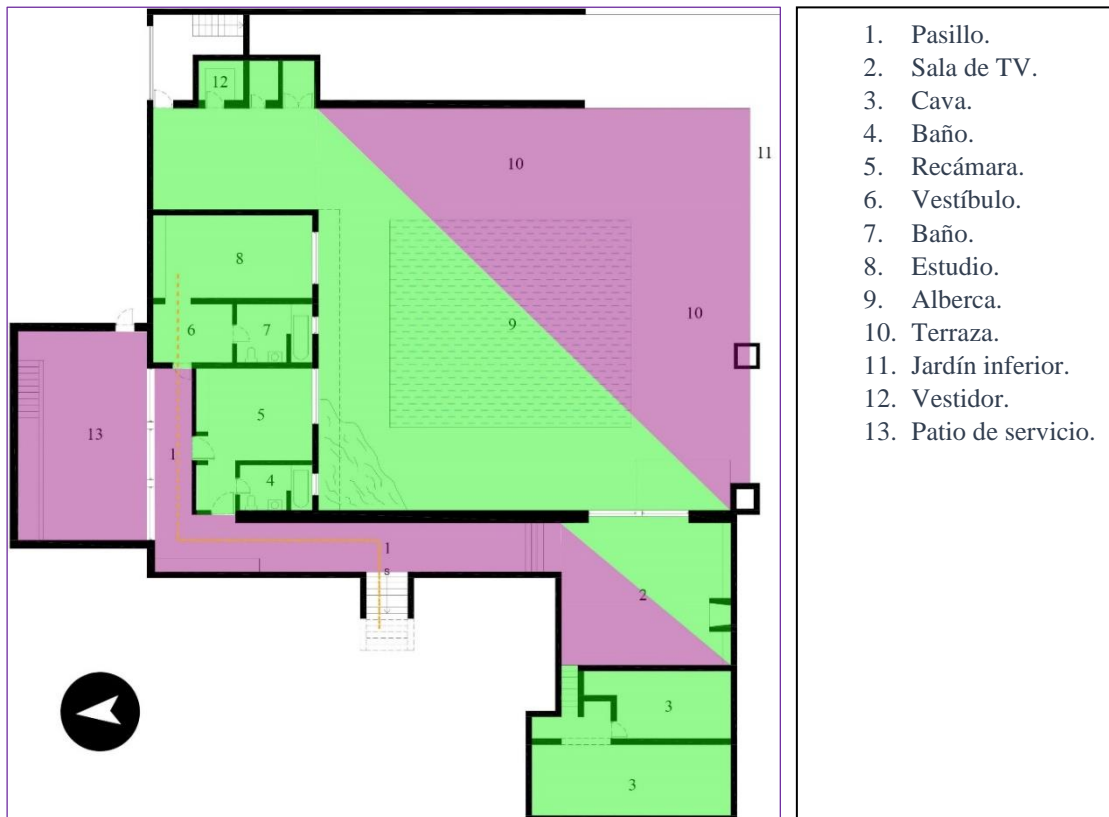 12
10
11
8
10
9
6
7
5
13
1
4
1
S
2
3
3
1. Pasillo.
2. Sala de TV.
3. Cava.
4. Baño.
5. Recámara.
6. Vestíbulo.
7. Baño.
8. Estudio.
9. Alberca.
10. Terraza.
11. Jardín inferior.
12. Vestidor.
13. Patio de servicio.